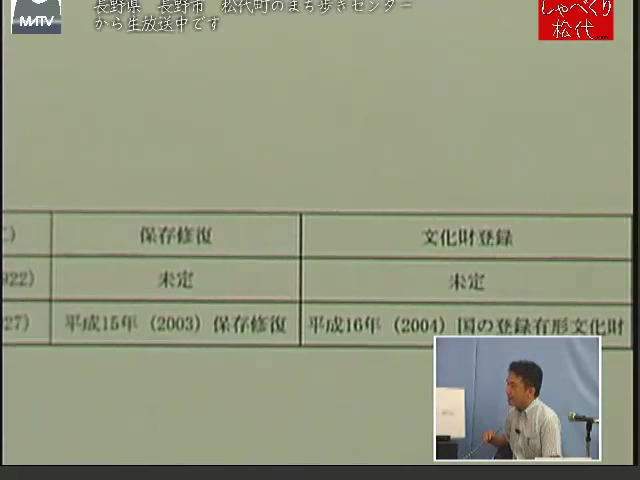 長野県 長野市 松代町のまち歩きセンター
から生放送中です
MATV
しゃべくり
松代
保存修復 文化財登録
922) 未定 未定
27) 平成15年 (2003) 保存修復 平成16年 (2004) 国の登録有形文化財